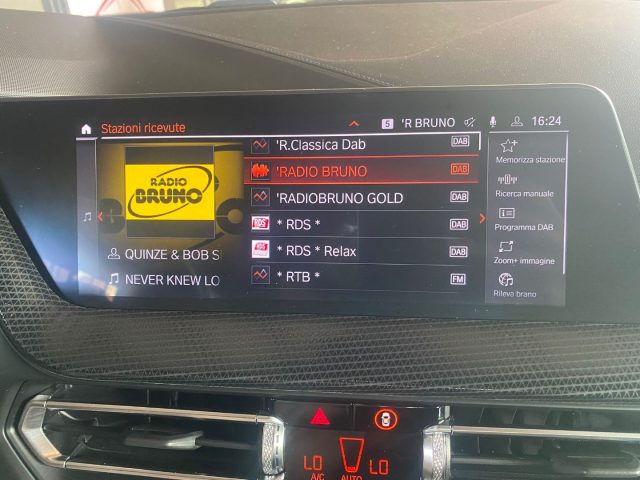 Stazioni ricevute
5
'R BRUNO
16:24
'R.Classica Dab
DAB
'RADIO BRUNO
DAB
'RADIOBRUNO GOLD
DAB
RDS
* RDS *
DAB
RDS
* RDS * Relax
DAB
* RTB *
FM
RADIO
BRUNO
QUINZE & BOB S
NEVER KNEW LO
Memorizza stazione
Ricerca manuale
Programma DAB
Zoom+ immagine
Rileva brano
LO
LO
A/C
AUTO